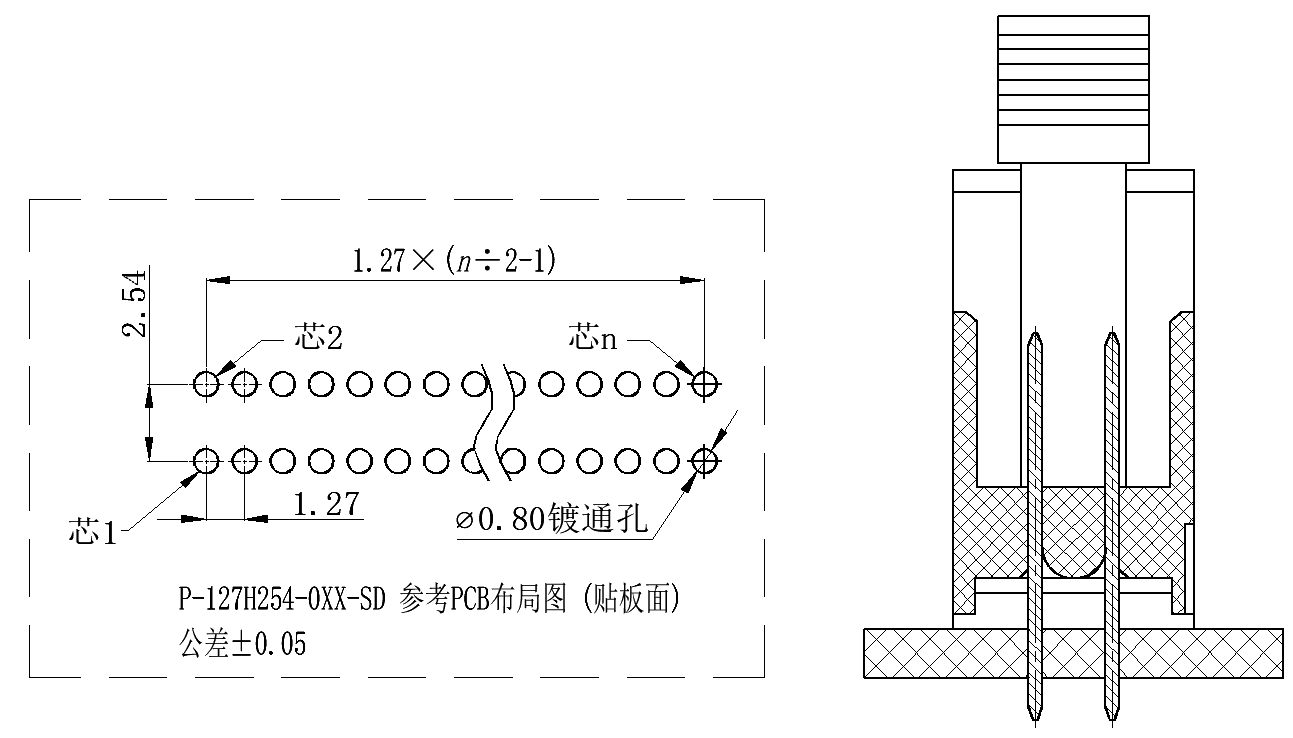 1.27×(n÷2-1)
2.54
芯2
芯n
1.27
芯1
⌀0.80镀通孔
P-127H254-0XX-SD 参考PCB布局图 (贴板面)
公差±0.05